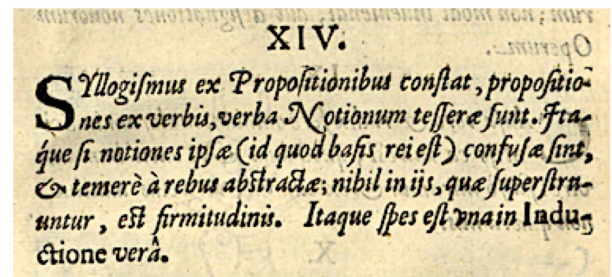 XIV.
SYllogiſmus ex Propoſitionibus conſtat, propoſitio-
nes ex verbis, verba Notionum teſſeræ ſunt. Ita-
q́ue ſi notiones ipſæ (id quod baſis rei eſt) confuſæ ſint,
& temerè à rebus abſtractæ; nihil in ijs, quæ ſuperſtru-
untur, eſt firmitudinis. Itaque ſpes eſt vna in Indu-
ctione verâ.